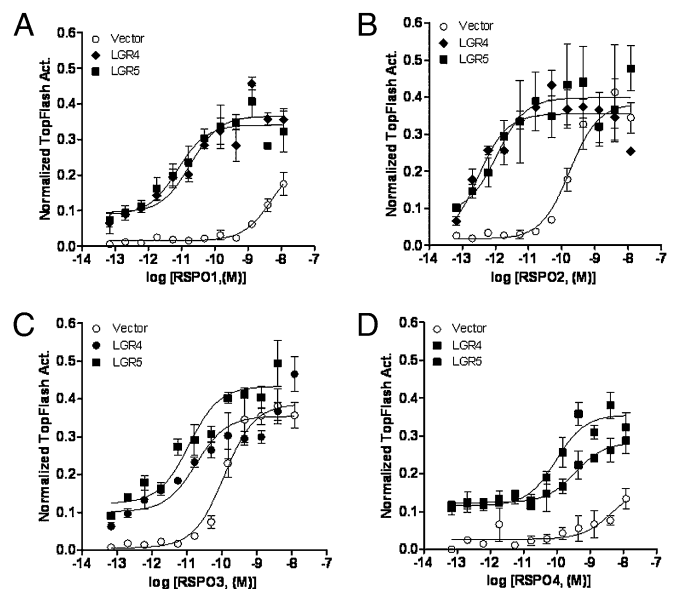 A
Normalized TopFlash Act.
0.6
0.5
0.4
0.3
0.2
0.1
0.0
Vector
LGR4
LGR5
-14 -13 -12 -11 -10 -9 -8 -7
log [RSPO1,(M)]
B
Normalized TopFlash Act.
0.6
0.5
0.4
0.3
0.2
0.1
0.0
Vector
LGR4
LGR5
-14 -13 -12 -11 -10 -9 -8 -7
log [RSPO2, (M)]
C
Normalized TopFlash Act.
0.6
0.5
0.4
0.3
0.2
0.1
0.0
Vector
LGR4
LGR5
-14 -13 -12 -11 -10 -9 -8 -7
log [RSPO3, (M)]
D
Normalized TopFlash Act.
0.6
0.5
0.4
0.3
0.2
0.1
0.0
Vector
LGR4
LGR5
-14 -13 -12 -11 -10 -9 -8 -7
log [RSPO4, (M)]